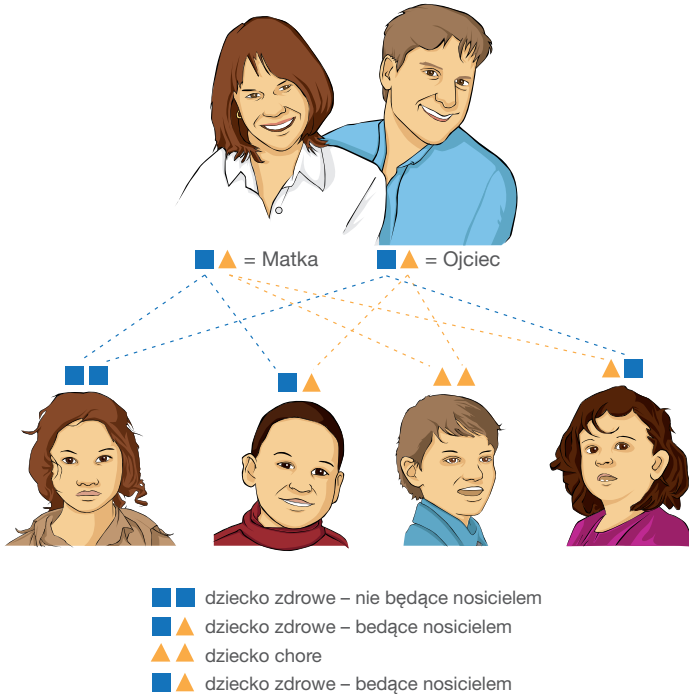 = Matka = Ojciec
dziecko zdrowe – nie będące nosicielem
dziecko zdrowe – bedące nosicielem
dziecko chore
dziecko zdrowe – bedące nosicielem